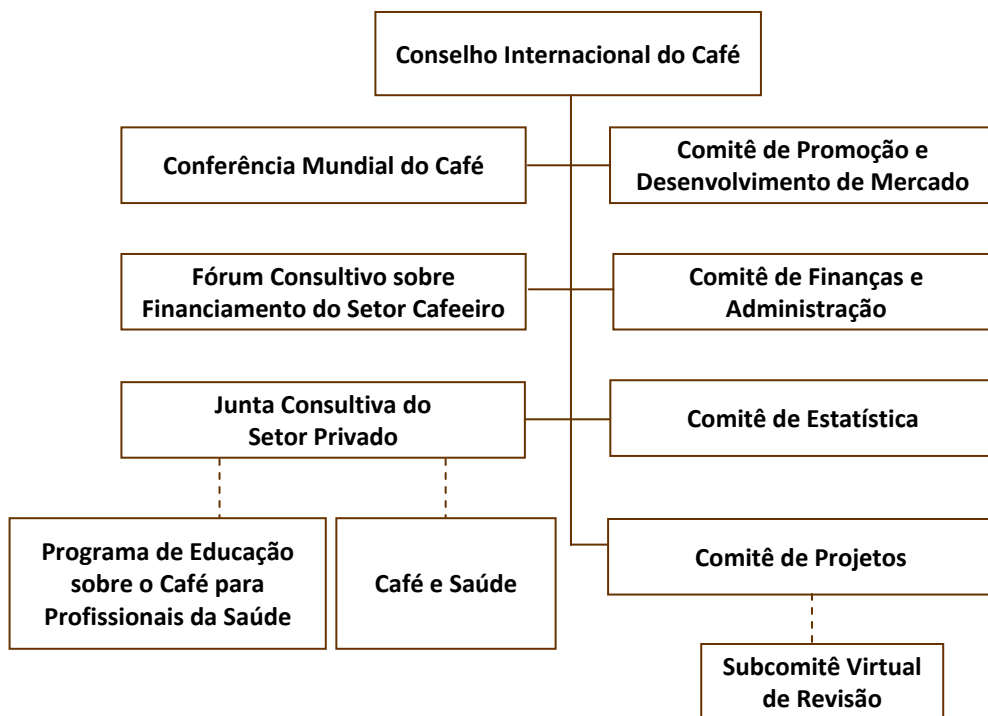 Conselho Internacional do Café
Conferência Mundial do Café
Comitê de Promoção e
Desenvolvimento de Mercado
Fórum Consultivo sobre
Financiamento do Setor Cafeeiro
Comitê de Finanças e
Administração
Junta Consultiva do
Setor Privado
Comitê de Estatística
Programa de Educação
sobre o Café para
Profissionais da Saúde
Café e Saúde
Comitê de Projetos
Subcomitê Virtual
de Revisão